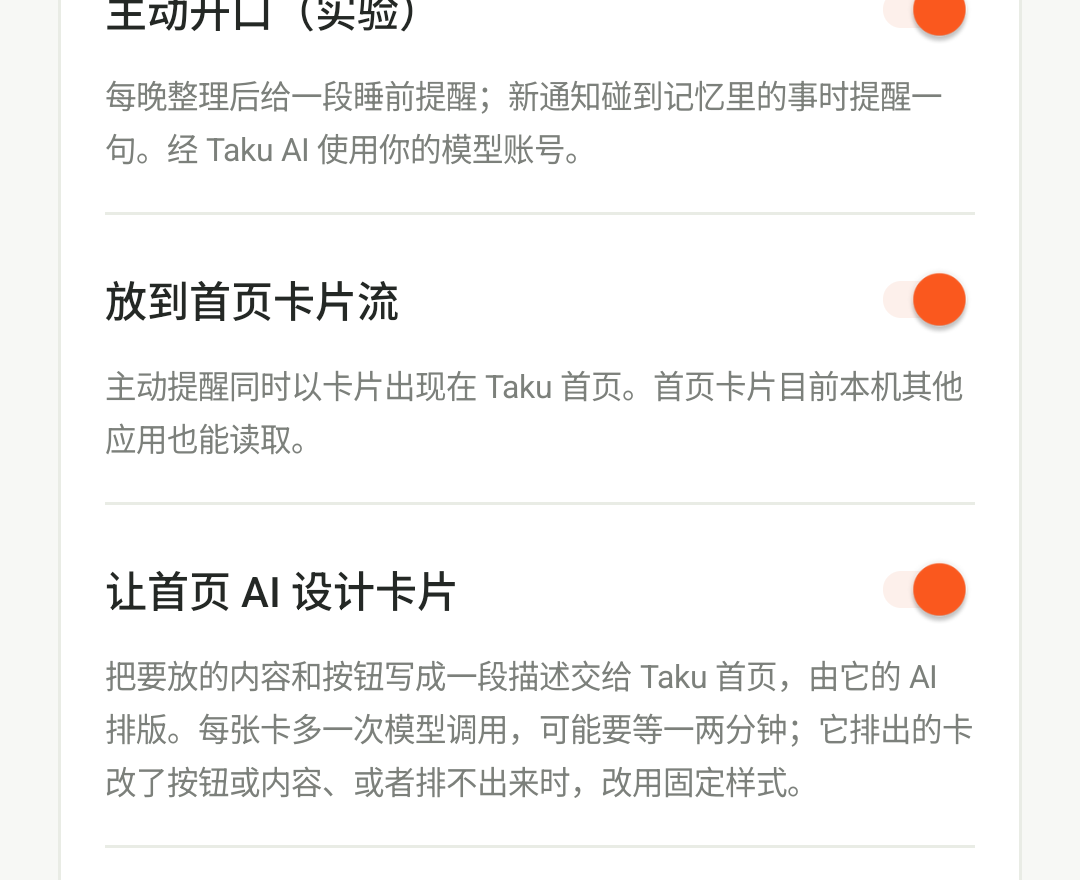 主动开口（实验）
每晚整理后给一段睡前提醒；新通知碰到记忆里的事时提醒一
句。经 Taku AI 使用你的模型账号。
放到首页卡片流
主动提醒同时以卡片出现在 Taku 首页。首页卡片目前本机其他
应用也能读取。
让首页 AI 设计卡片
把要放的内容和按钮写成一段描述交给 Taku 首页，由它的 AI
排版。每张卡多一次模型调用，可能要等一两分钟；它排出的卡
改了按钮或内容、或者排不出来时，改用固定样式。